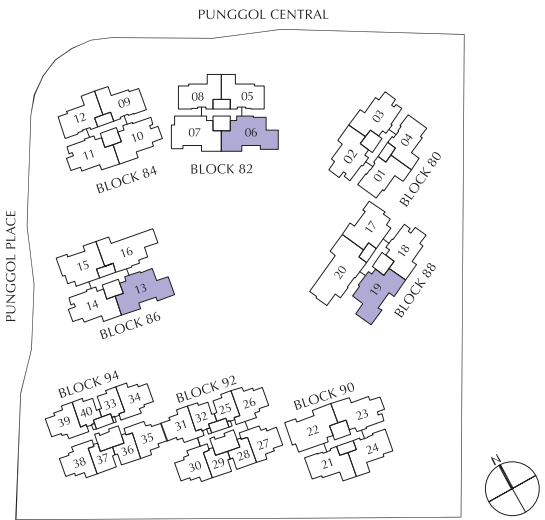 PUNGGOL CENTRAL
08 05
07 06
BLOCK 82
12 09
11 10
BLOCK 84
03
04
02
01
BLOCK 80
PUNGGOL PLACE
15 16
14 13
BLOCK 86
17
18
20
19
BLOCK 88
BLOCK 94
39 40 33 34
38 37 36 35
BLOCK 92
31 32 25 26
30 29 28 27
BLOCK 90
22 23
21 24
N